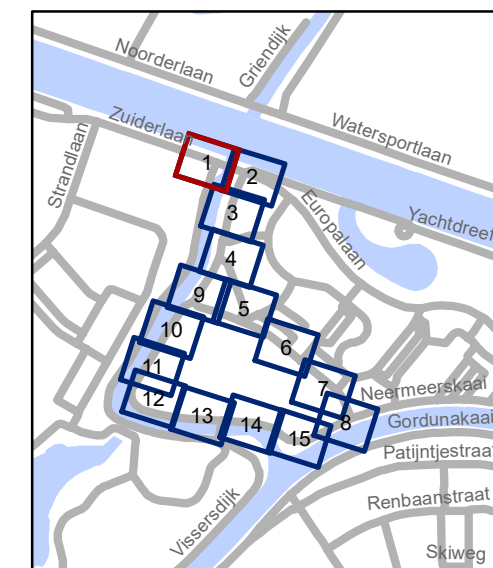 Noorderlaan
Griendijk
Zuiderlaan
Watersportlaan
Strandlaan
1
2
Europalaan
3
Yachtdreef
4
9
5
10
6
11
7
Neermeerskaai
12
13
14
8
Gordunakaai
15
Patijntjestraat
Vissersdijk
Renbaanstraat
Skiweg